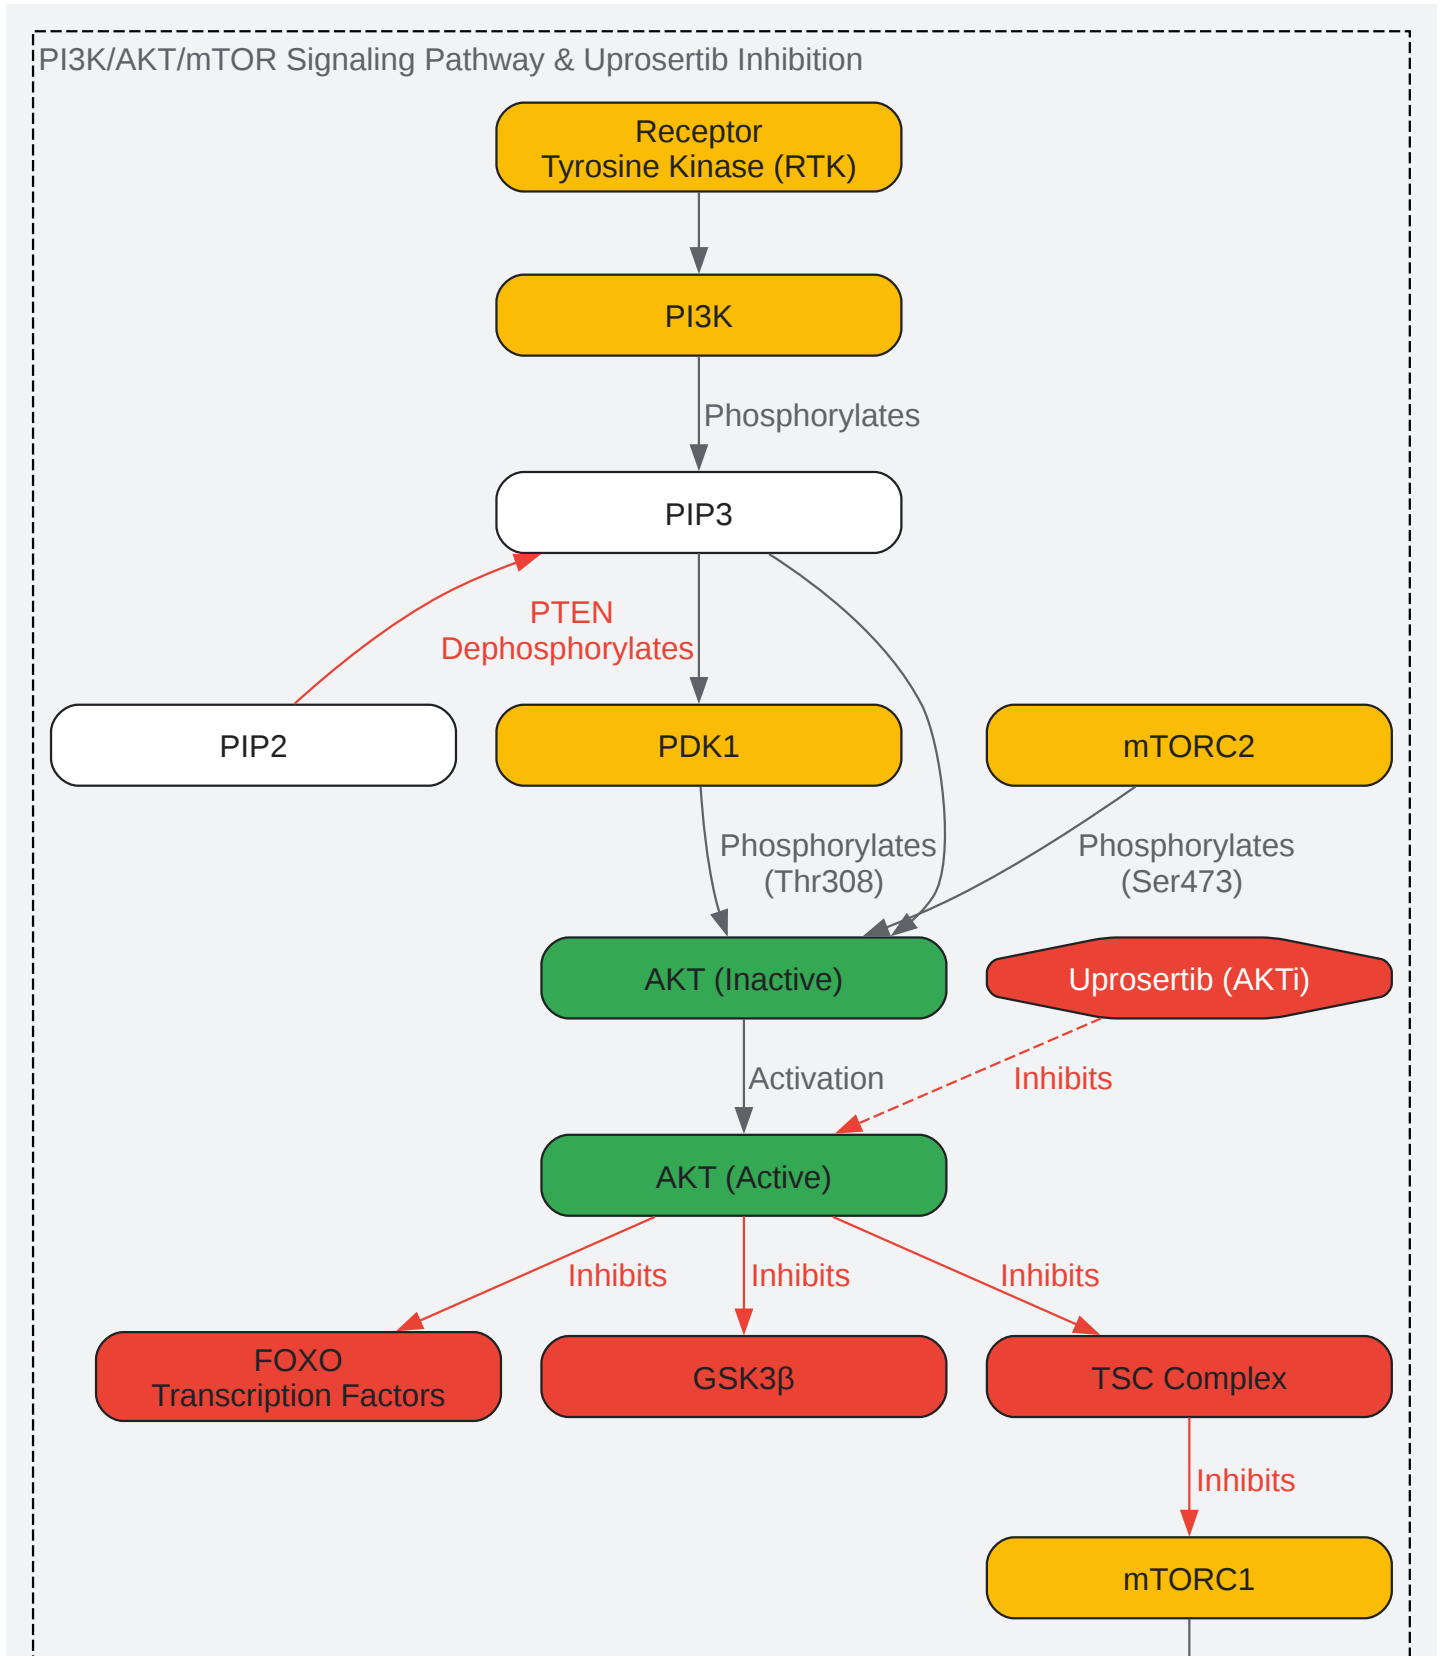 PI3K/AKT/mTOR Signaling Pathway & Uprosertib Inhibition
Receptor
Tyrosine Kinase (RTK)
PI3K
Phosphorylates
PIP3
PTEN
Dephosphorylates
PIP2
PDK1
mTORC2
Phosphorylates
(Thr308)
Phosphorylates
(Ser473)
AKT (Inactive)
Uprosertib (AKTi)
Activation
Inhibits
AKT (Active)
Inhibits
Inhibits
Inhibits
FOXO
Transcription Factors
GSK3β
TSC Complex
Inhibits
mTORC1